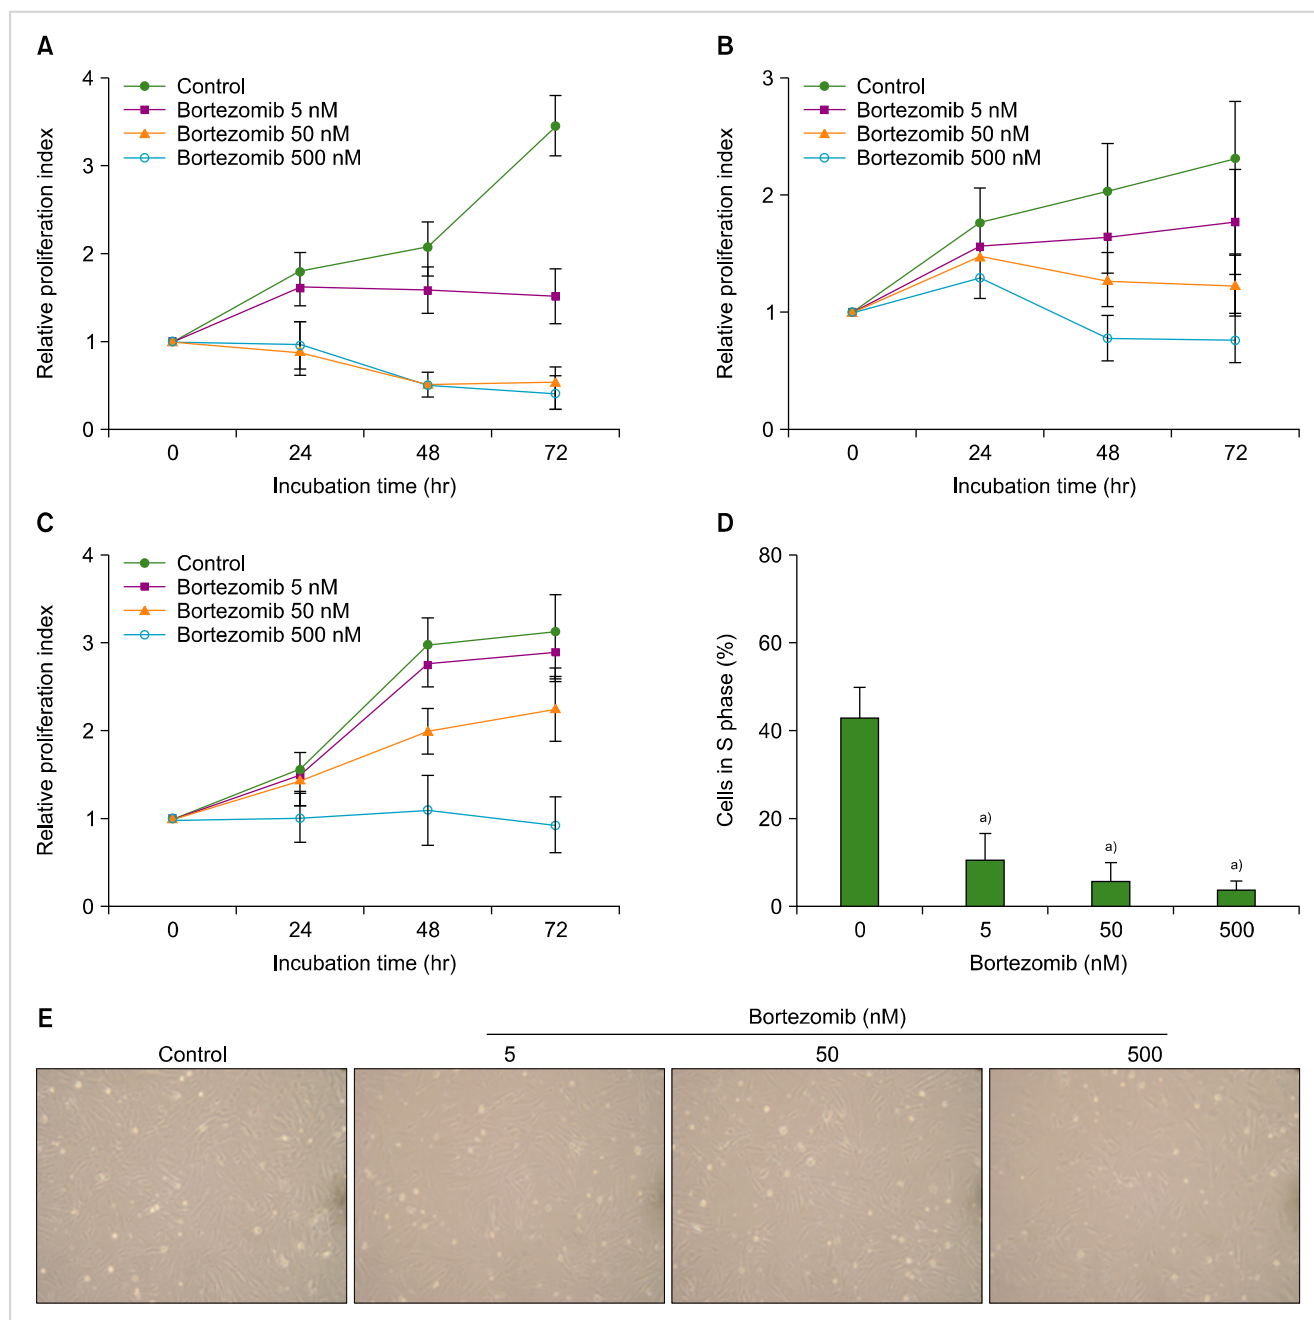 A
4
3
2
1
0
Relative proliferation index
Control
Bortezomib 5 nM
Bortezomib 50 nM
Bortezomib 500 nM
0 24 48 72
Incubation time (hr)
B
3
2
1
0
Relative proliferation index
Control
Bortezomib 5 nM
Bortezomib 50 nM
Bortezomib 500 nM
0 24 48 72
Incubation time (hr)
C
4
3
2
1
0
Relative proliferation index
Control
Bortezomib 5 nM
Bortezomib 50 nM
Bortezomib 500 nM
0 24 48 72
Incubation time (hr)
D
80
60
40
20
0
Cells in S phase (%)
a) a) a)
0 5 50 500
Bortezomib (nM)
E
Bortezomib (nM)
Control 5 50 500